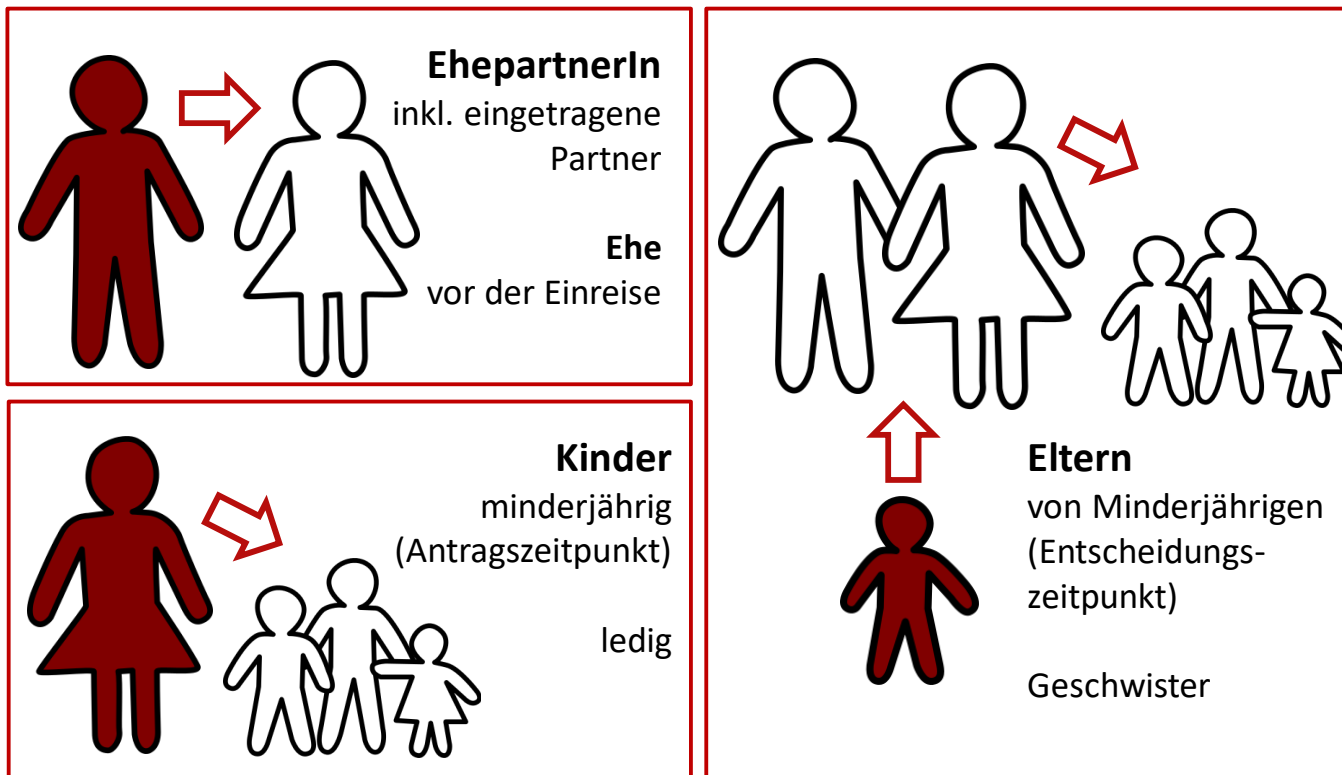 EhepartnerIn
inkl. eingetragene
Partner
Ehe
vor der Einreise
Kinder
minderjährig
(Antragszeitpunkt)
ledig
Eltern
von Minderjährigen
(Entscheidungs-
zeitpunkt)
Geschwister